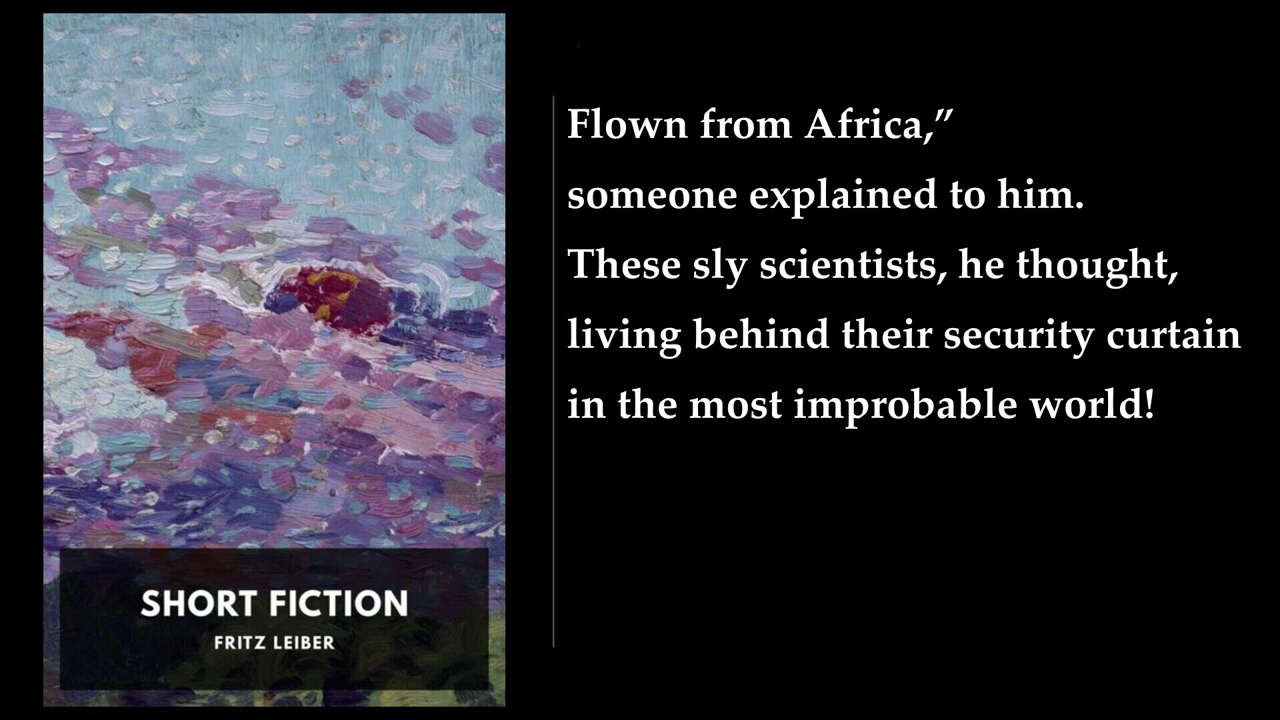 SHORT FICTION
FRITZ LEIBER
Flown from Africa,”
someone explained to him.
These sly scientists, he thought,
living behind their security curtain
in the most improbable world!